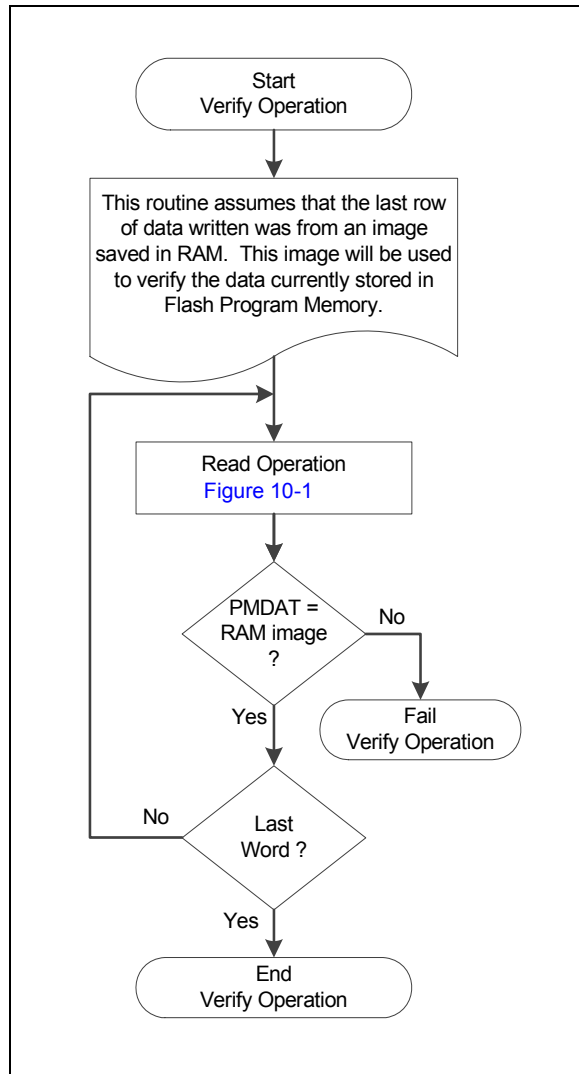 Start
Verify Operation
This routine assumes that the last row
of data written was from an image
saved in RAM.  This image will be used
to verify the data currently stored in
Flash Program Memory.
Read Operation
Figure 10-1
PMDAT =
RAM image
?
No
Fail
Verify Operation
Yes
No
Last
Word ?
Yes
End
Verify Operation